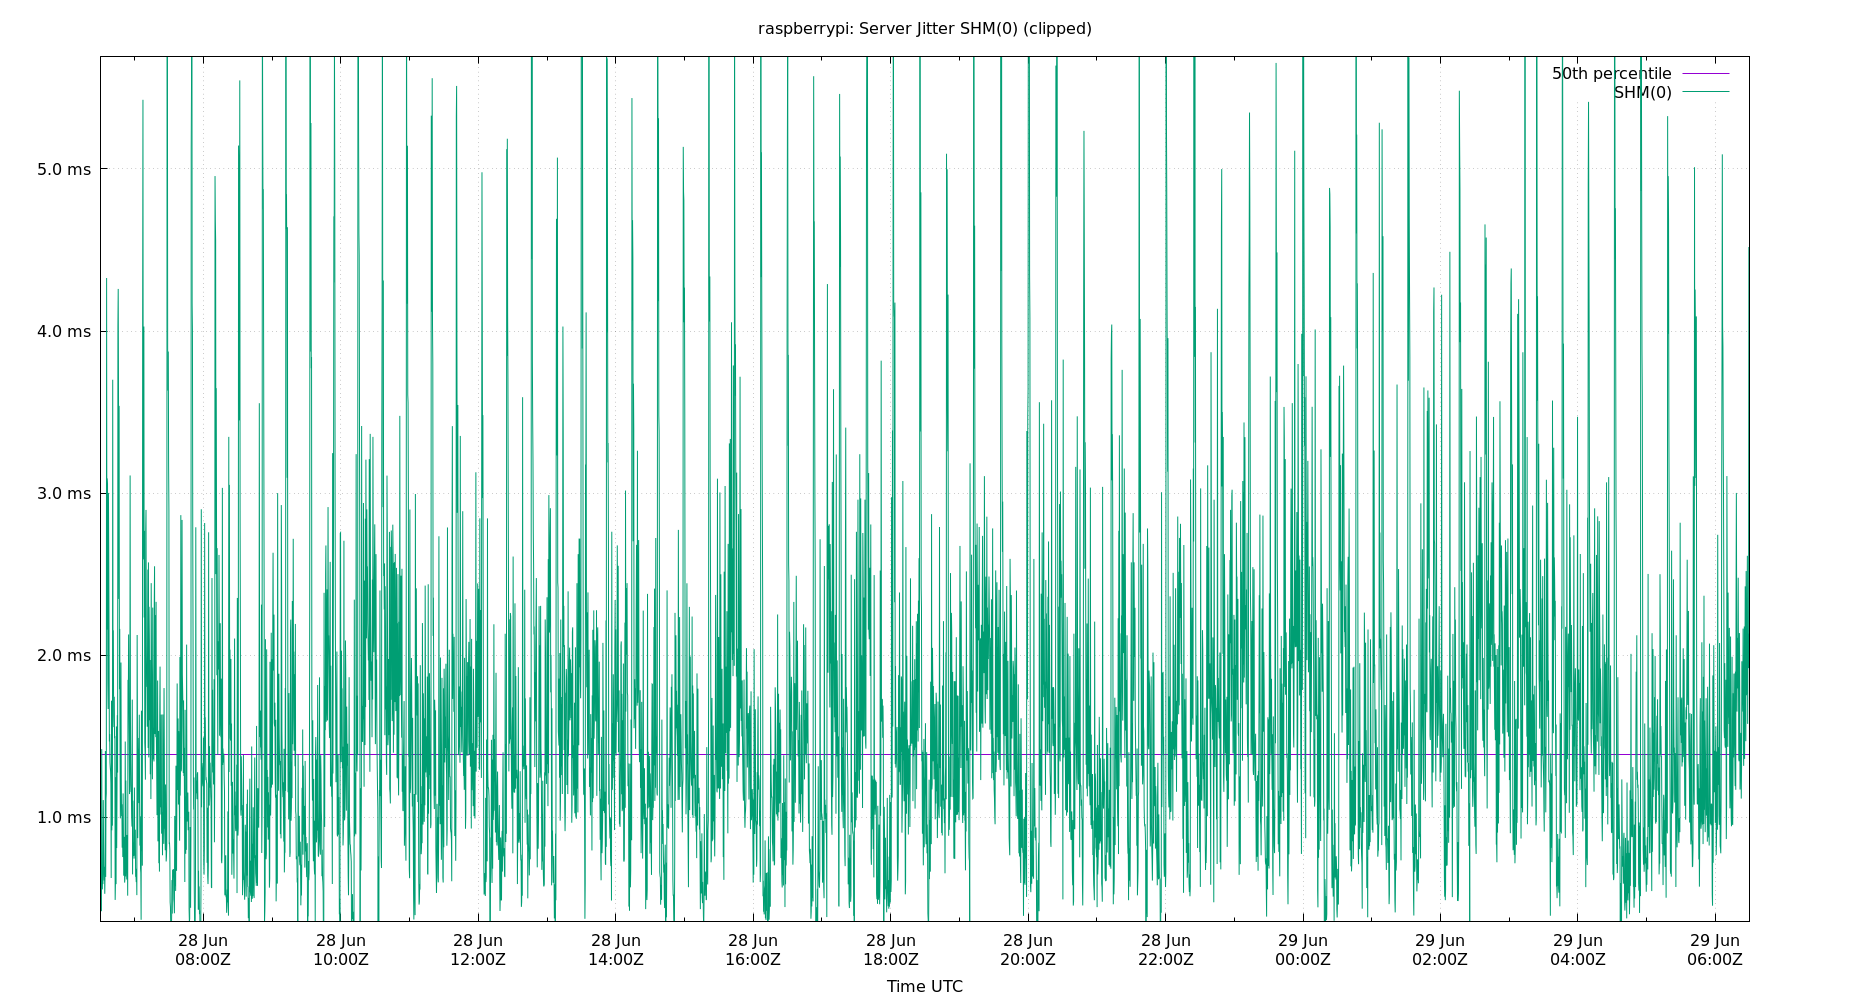 raspberrypi: Server Jitter SHM(0) (clipped)
50th percentile
SHM(0)
5.0 ms
4.0 ms
3.0 ms
2.0 ms
1.0 ms
28 Jun 28 Jun 28 Jun 28 Jun 28 Jun 28 Jun 28 Jun 28 Jun 29 Jun 29 Jun 29 Jun 29 Jun
08:00Z 10:00Z 12:00Z 14:00Z 16:00Z 18:00Z 20:00Z 22:00Z 00:00Z 02:00Z 04:00Z 06:00Z
Time UTC